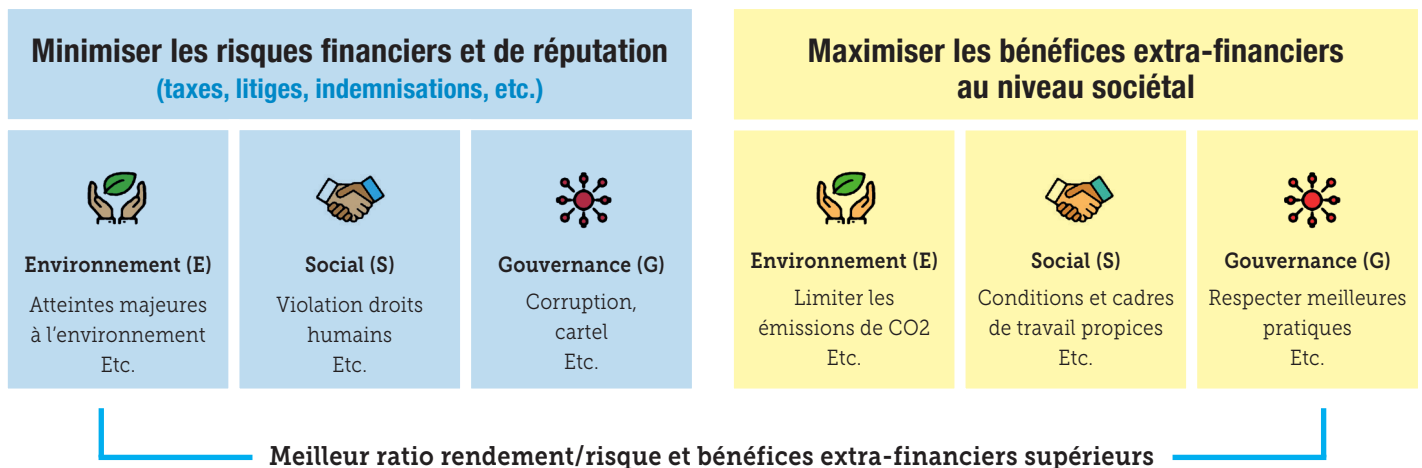 Minimiser les risques financiers et de réputation
(taxes, litiges, indemnisations, etc.)
Environnement (E)
Atteintes majeures
à l’environnement
Etc.
Social (S)
Violation droits
humains
Etc.
Gouvernance (G)
Corruption,
cartel
Etc.
Maximiser les bénéfices extra-financiers
au niveau sociétal
Environnement (E)
Limiter les
émissions de CO2
Etc.
Social (S)
Conditions et cadres
de travail propices
Etc.
Gouvernance (G)
Respecter meilleures
pratiques
Etc.
Meilleur ratio rendement/risque et bénéfices extra-financiers supérieurs